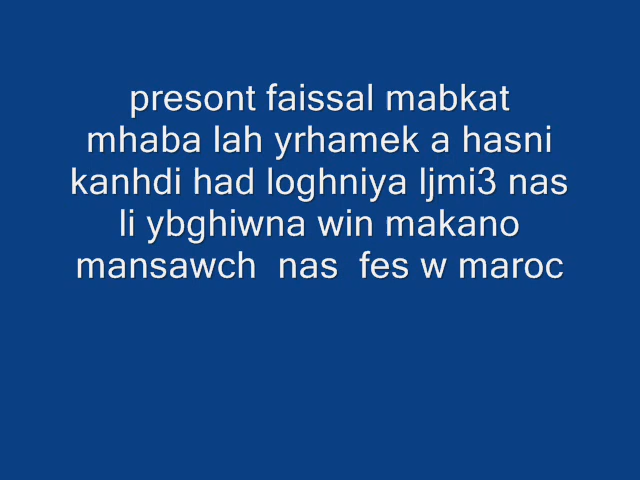 presont faissal mabkat
mhaba lah yrhamek a hasni
kanhdi had loghniya ljmi3 nas
li ybghiwna win makano
mansawch  nas  fes w maroc